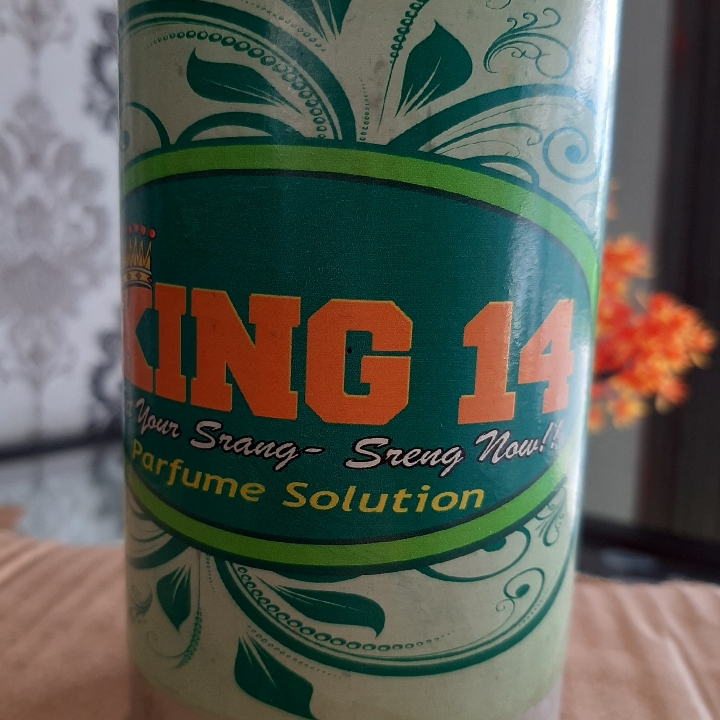 KING 14
Your Srang- Sreng Now!!
Parfume Solution